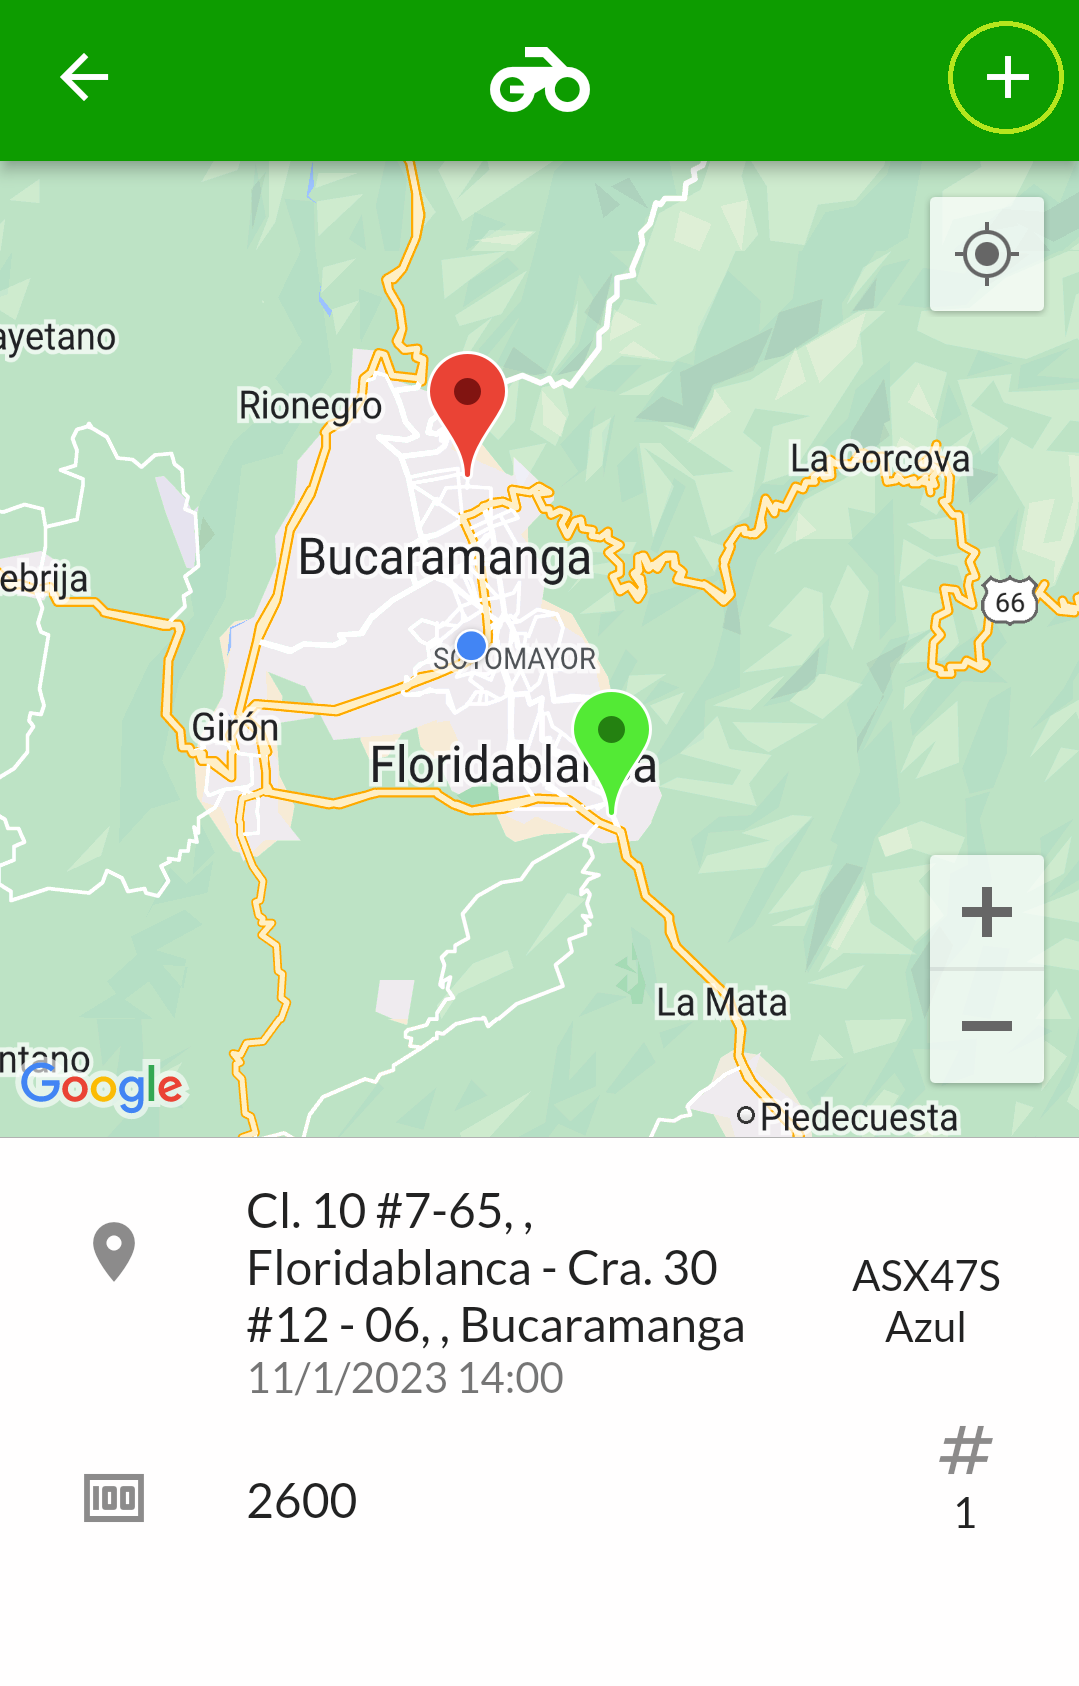 ayetano
Rionegro
La Corcova
Bucaramanga
ebrija
66
SOTOMAYOR
Girón
Floridablanca
La Mata
ntano
Google
Piedecuesta
Cl. 10 #7-65, ,
Floridablanca - Cra. 30
#12 - 06, , Bucaramanga
11/1/2023 14:00
ASX47S
Azul
#
1
100
2600